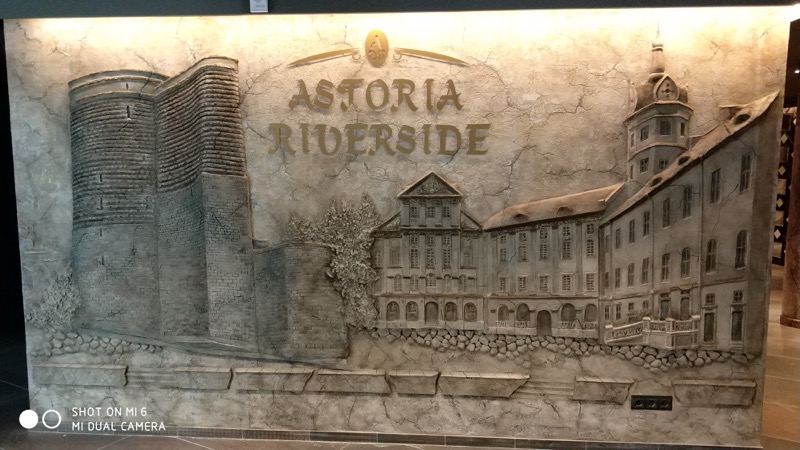 A
ASTORIA
RIVERSIDE
SHOT ON MI 6
MI DUAL CAMERA